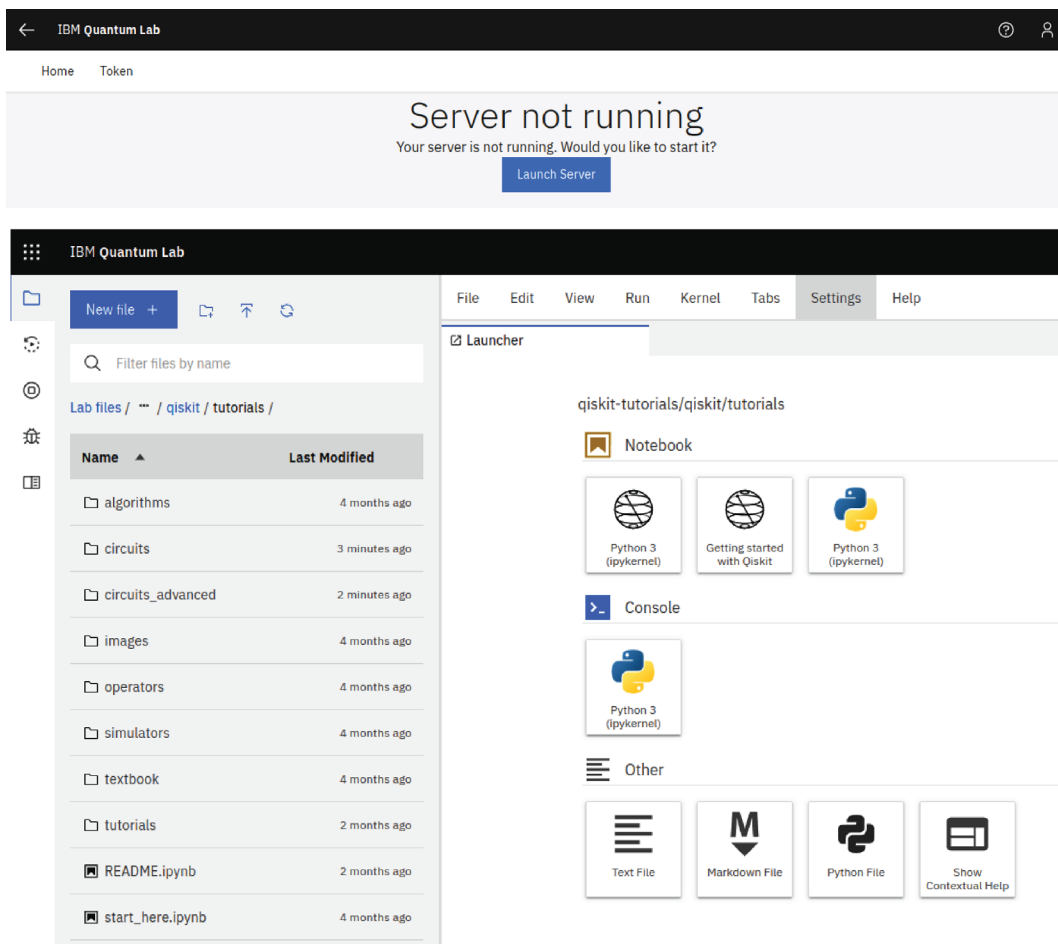 IBM Quantum Lab
Home Token
Server not running
Your server is not running. Would you like to start it?
Launch Server
IBM Quantum Lab
New file +
Filter files by name
Lab files / ··· / qiskit / tutorials /
Name Last Modified
algorithms 4 months ago
circuits 3 minutes ago
circuits_advanced 2 minutes ago
images 4 months ago
operators 4 months ago
simulators 4 months ago
textbook 4 months ago
tutorials 2 months ago
README.ipynb 2 months ago
start_here.ipynb 4 months ago
File Edit View Run Kernel Tabs Settings Help
Launcher
qiskit-tutorials/qiskit/tutorials
Notebook
Python 3
(ipykernel)
Getting started
with Qiskit
Python 3
(ipykernel)
Console
Python 3
(ipykernel)
Other
Text File
Markdown File
Python File
Show
Contextual Help